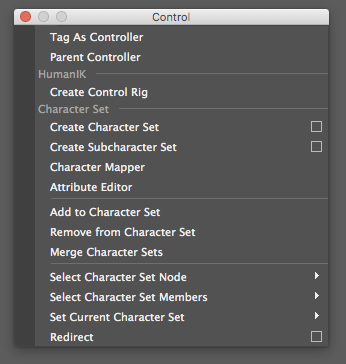 Control
Tag As Controller
Parent Controller
HumanIK
Create Control Rig
Character Set
Create Character Set
Create Subcharacter Set
Character Mapper
Attribute Editor
Add to Character Set
Remove from Character Set
Merge Character Sets
Select Character Set Node
Select Character Set Members
Set Current Character Set
Redirect